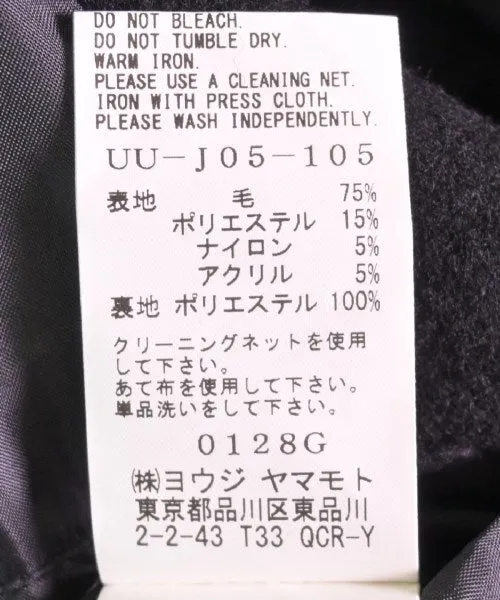 DO NOT BLEACH.
DO NOT TUMBLE DRY.
WARM IRON.
PLEASE USE A CLEANING NET.
IRON WITH PRESS CLOTH.
PLEASE WASH INDEPENDENTLY.
UU-J05-105
表地 毛 75%
ポリエステル 15%
ナイロン 5%
アクリル 5%
裏地 ポリエステル 100%
クリーニングネットを使用
して下さい。
あて布を使用して下さい。
単品洗いをして下さい。
0128G
㈱ヨウジ ヤマモト
東京都品川区東品川
2-2-43 T33 QCR-Y